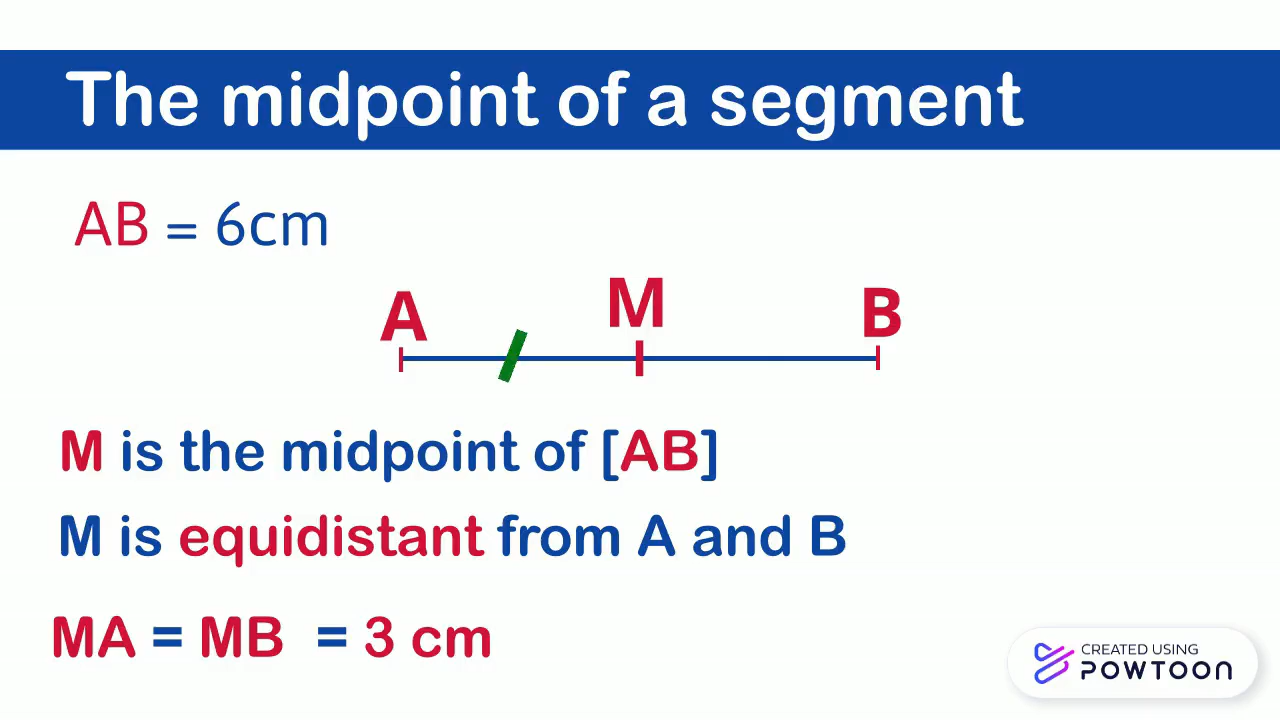 The midpoint of a segment
AB = 6cm
A M B
M is the midpoint of [AB]
M is equidistant from A and B
MA = MB = 3 cm
CREATED USING
POWTOON